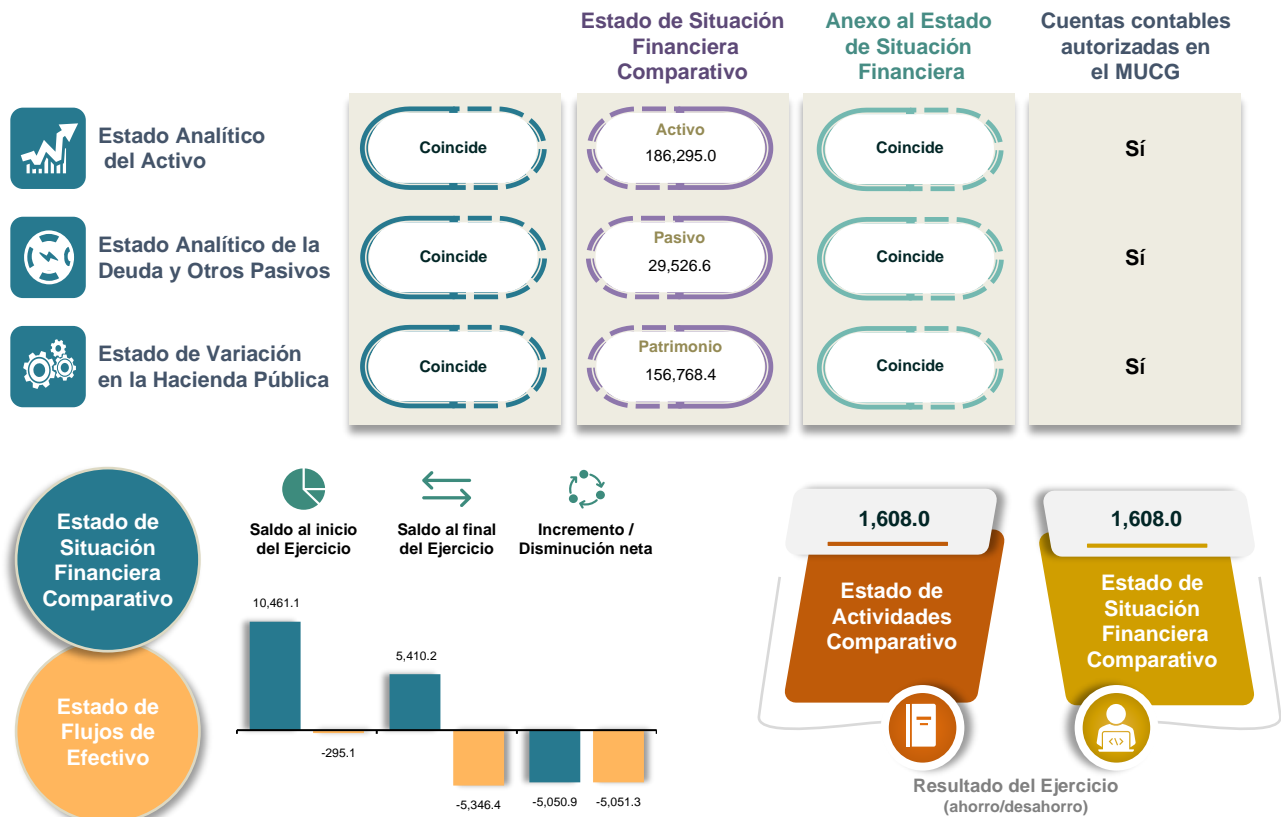 Estado de Situación
Financiera
Comparativo
Anexo al Estado
de Situación
Financiera
Cuentas contables
autorizadas en
el MUCG
Estado Analítico
del Activo
Coincide
Activo
186,295.0
Coincide
Sí
Estado Analítico de la
Deuda y Otros Pasivos
Coincide
Pasivo
29,526.6
Coincide
Sí
Estado de Variación
en la Hacienda Pública
Coincide
Patrimonio
156,768.4
Coincide
Sí
Estado de
Situación
Financiera
Comparativo
Estado de
Flujos de
Efectivo
Saldo al inicio
del Ejercicio
Saldo al final
del Ejercicio
Incremento /
Disminución neta
10,461.1
-295.1
5,410.2
-5,346.4
-5,050.9
-5,051.3
1,608.0
Estado de
Actividades
Comparativo
1,608.0
Estado de
Situación
Financiera
Comparativo
Resultado del Ejercicio
(ahorro/desahorro)